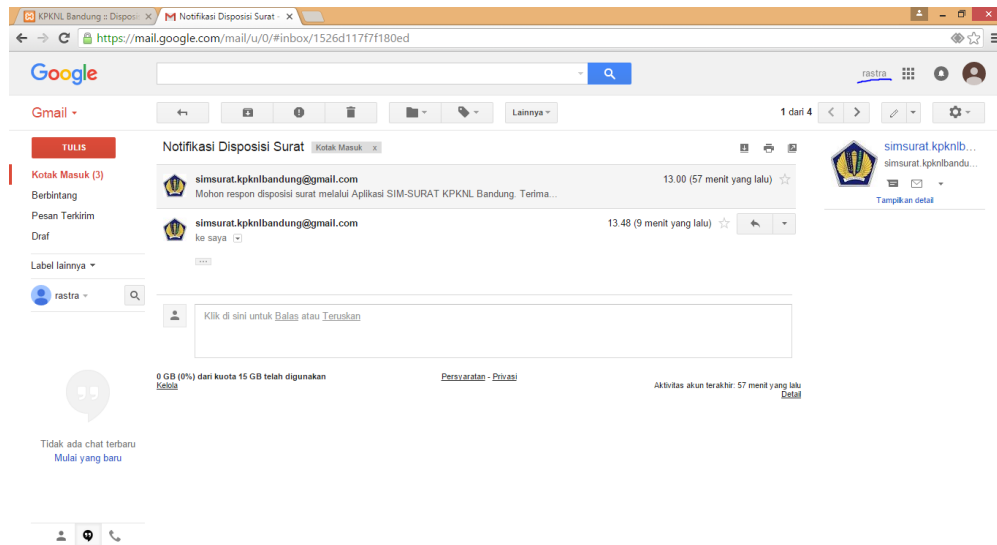 KPKNL Bandung :: Disposi
Notifikasi Disposisi Surat -
https://mail.google.com/mail/u/0/#inbox/1526d117f7f180ed
Google
rastra
Gmail
Lainnya
1 dari 4
TULIS
Notifikasi Disposisi Surat
Kotak Masuk x
simsurat.kpknlb...
simsurat.kpknlbandu...
Tampilkan detail
Kotak Masuk (3)
Berbintang
Pesan Terkirim
Draf
Label lainnya
rastra
simsurat.kpknlbandung@gmail.com
13.00 (57 menit yang lalu)
Mohon respon disposisi surat melalui Aplikasi SIM-SURAT KPKNL Bandung. Terima...
simsurat.kpknlbandung@gmail.com
13.48 (9 menit yang lalu)
ke saya
Klik di sini untuk Balas atau Teruskan
0 GB (0%) dari kuota 15 GB telah digunakan
Kelola
Persyaratan - Privasi
Aktivitas akun terakhir: 57 menit yang lalu
Detail
Tidak ada chat terbaru
Mulai yang baru